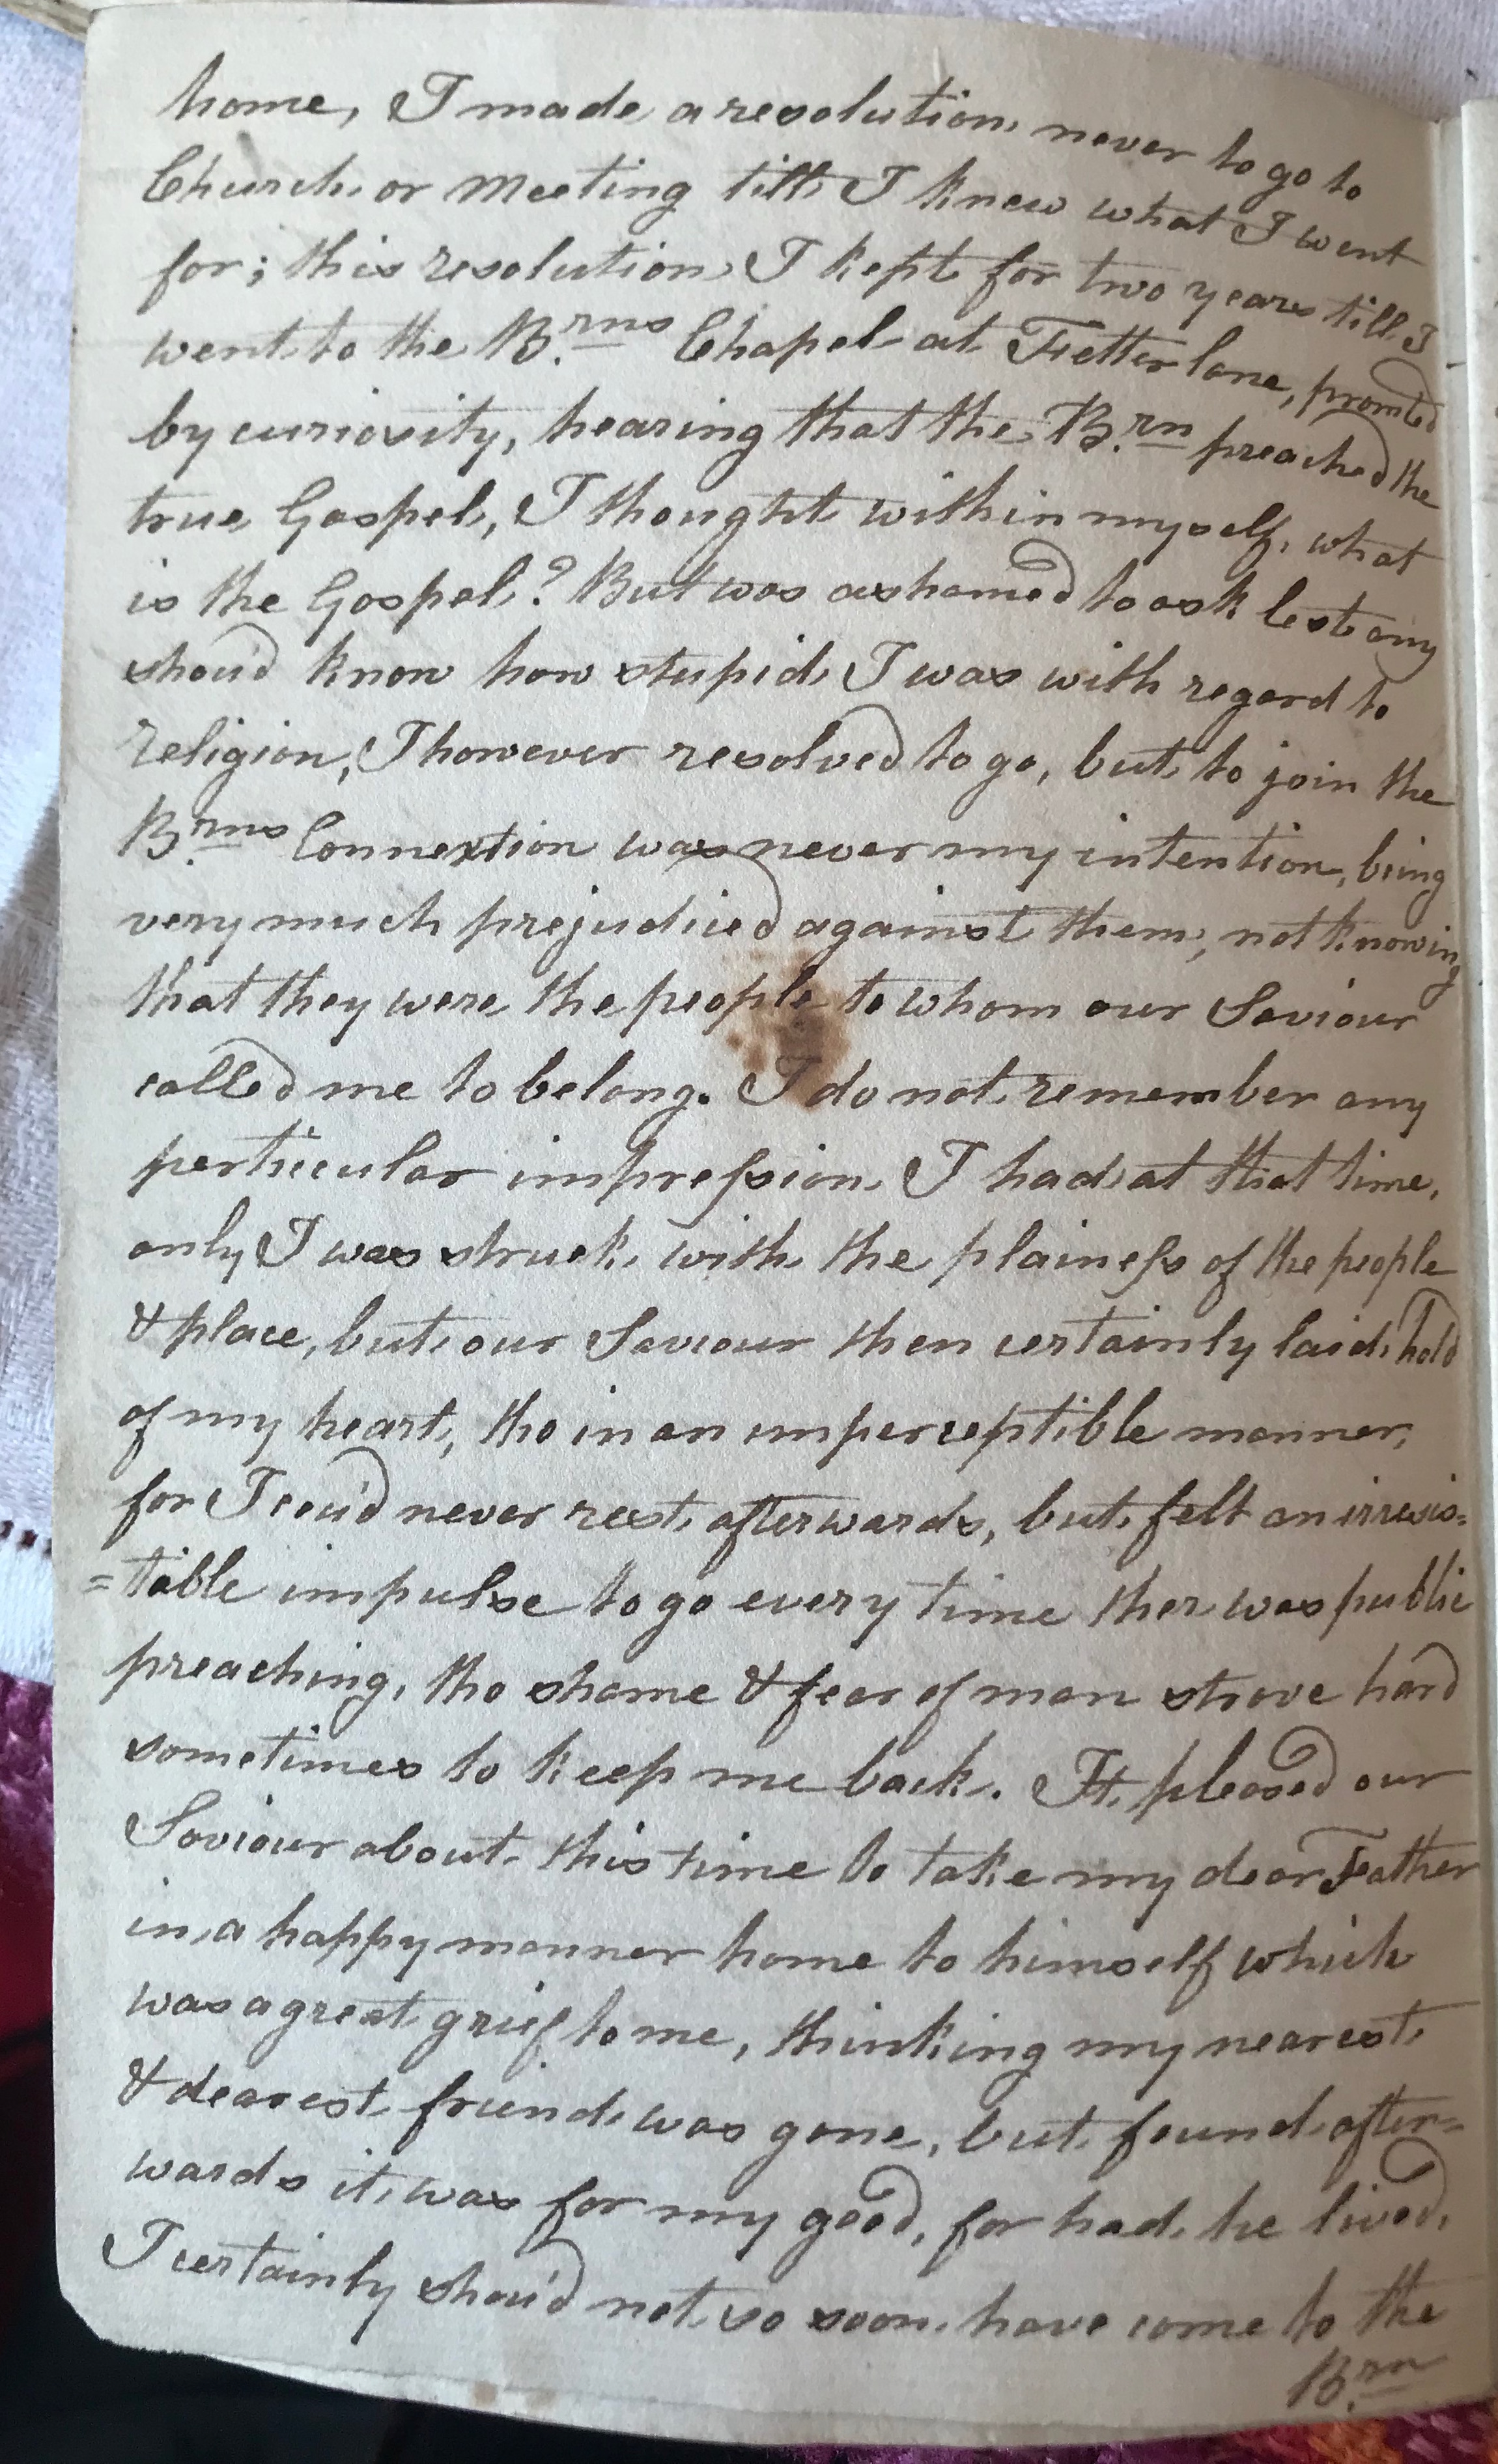 home, I made a resolution never to go to
Church or Meeting till I knew what I went
for; this resolution I kept for two years till I
went to the B.rns Chapel at Fetter lane, promted
by curiosity, hearing that the B.rn preached the
true Gospel, I thought within myself, what
is the Gospel? But was ashamed to ask lest any
shou'd know how stupid I was with regard to
religion, I however resolved to go, but to join the
B.rns Connextion was never my intention, being
very much prejudiced against them, not knowing
that they were the people to whom our Saviour
called me to belong. I do not remember any
perticular impreſsion I had at that time,
only I was struck with the plaineſs of the people
& place, but our Saviour then certainly laid hold
of my heart, tho in an imperceptible manner,
for I cou'd never rest afterwards, but felt an irresis=
=table impulse to go every time ther was public
preaching, tho shame & fear of man strove hard
sometimes to keep me back. It pleased our
Saviour about this time to take my dear Father
in a happy manner home to himself which
was a great grief to me, thinking my nearest
& dearest friend was gone, but found after=
wards it was for my good, for had he lived,
I certainly shou'd not so soon have come to the
B.rn